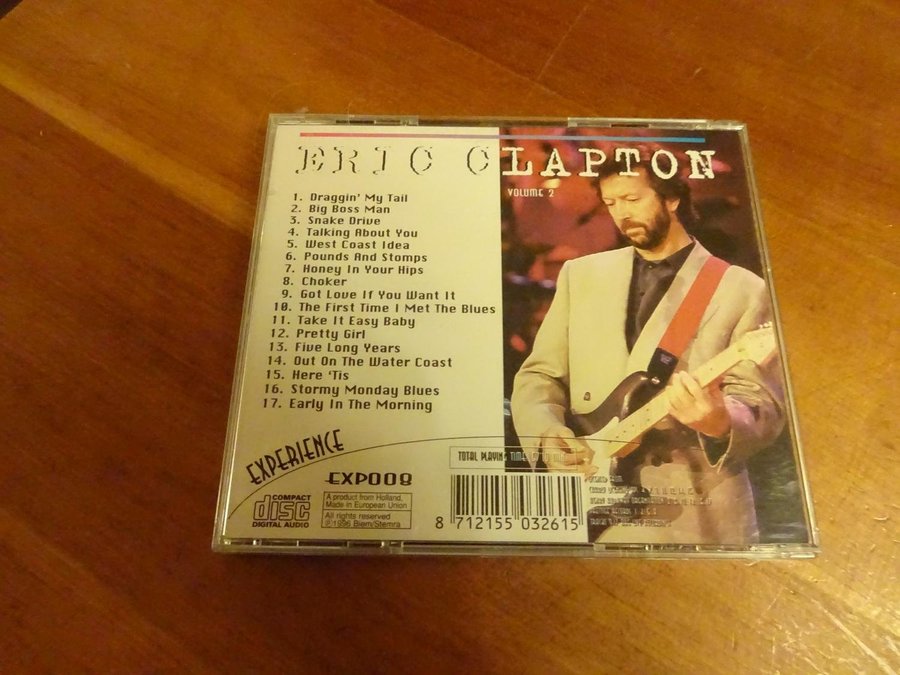 ERIC CLAPTON
VOLUME 2
1. Draggin' My Tail
2. Big Boss Man
3. Snake Drive
4. Talking About You
5. West Coast Idea
6. Pounds And Stomps
7. Honey In Your Hips
8. Choker
9. Got Love If You Want It
10. The First Time I Met The Blues
11. Take It Easy Baby
12. Pretty Girl
13. Five Long Years
14. Out On The Water Coast
15. Here 'Tis
16. Stormy Monday Blues
17. Early In The Morning
EXPERIENCE
EXP008
TOTAL PLAYING TIME
COMPACT
disc
DIGITAL AUDIO
A product from Holland,
Made in European Union
All rights reserved
℗1996 Biem/Stemra
8 712155 032615